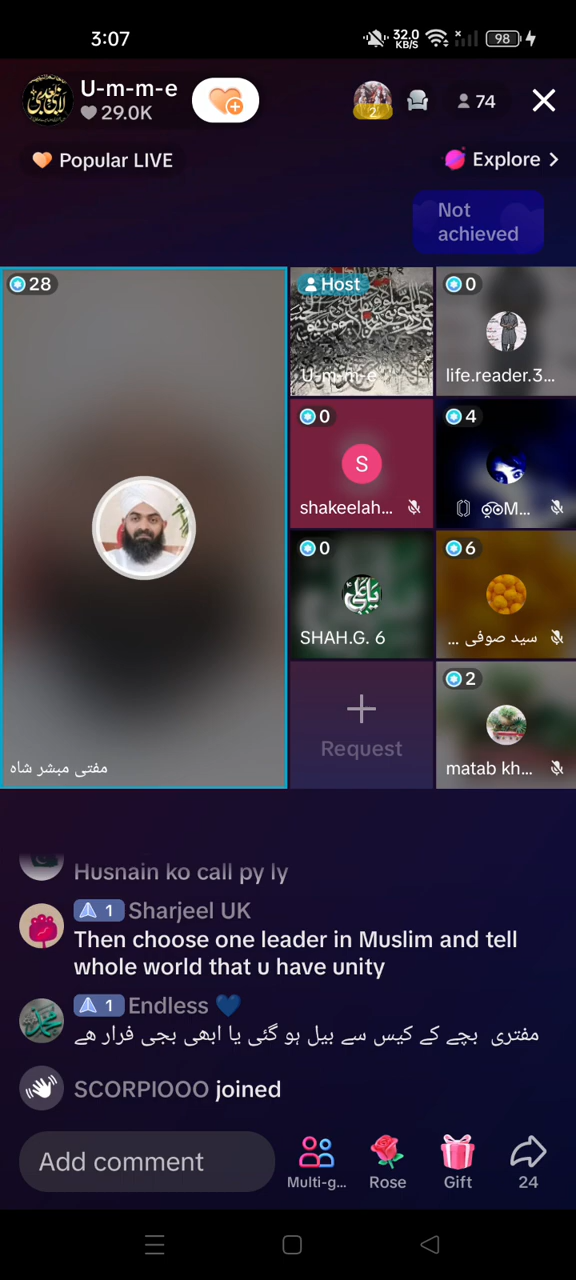 3:07
32.0
KB/S
98
U-m-m-e
29.0K
2
74
Popular LIVE
Explore
Not
achieved
28
Host
U-m-m-e
0
life.reader.3...
0
S
shakeelah...
4
M...
0
SHAH.G. 6
6
سید صوفی ...
Request
2
matab kh...
مفتی مبشر شاہ
Husnain ko call py ly
1 Sharjeel UK
Then choose one leader in Muslim and tell
whole world that u have unity
1 Endless 💙
مفتری بچے کے کیس سے بیل ہو گئی یا ابھی بجی فرار ھے
SCORPIOOO joined
Add comment
Multi-g...
Rose
Gift
24